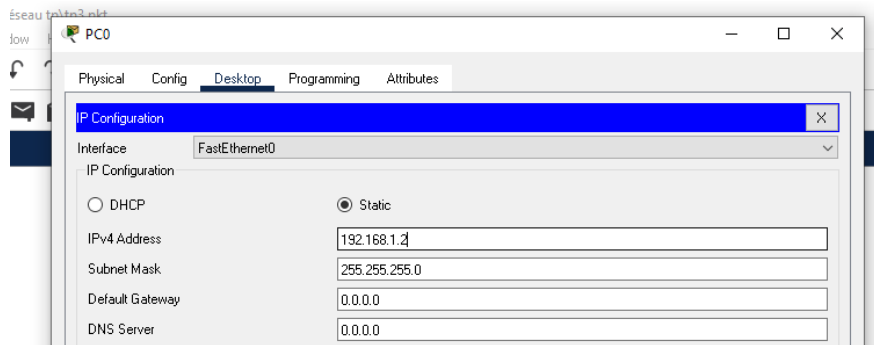 éseau tp\tp3.pkt
dow
PC0
Physical Config Desktop Programming Attributes
IP Configuration X
Interface FastEthernet0
IP Configuration
DHCP Static
IPv4 Address 192.168.1.2
Subnet Mask 255.255.255.0
Default Gateway 0.0.0.0
DNS Server 0.0.0.0